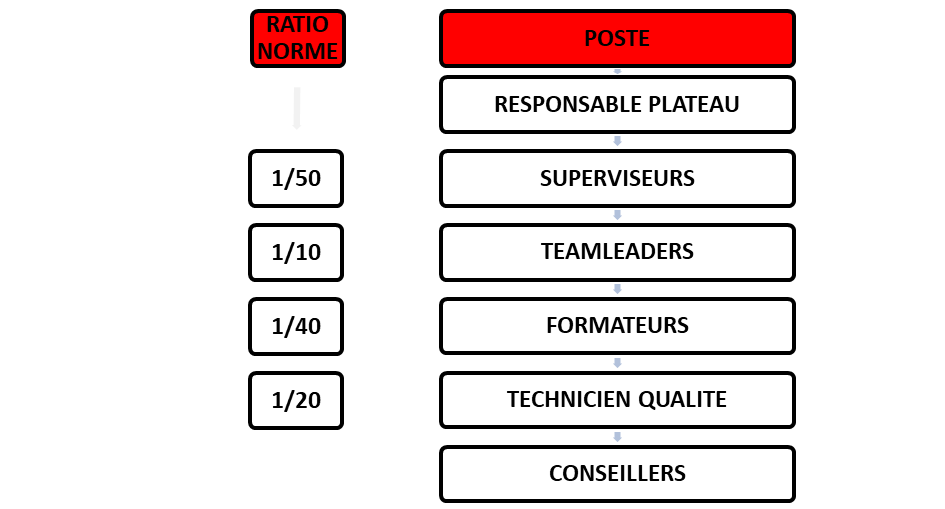 RATIO
NORME
POSTE
RESPONSABLE PLATEAU
1/50
SUPERVISEURS
1/10
TEAMLEADERS
1/40
FORMATEURS
1/20
TECHNICIEN QUALITE
CONSEILLERS